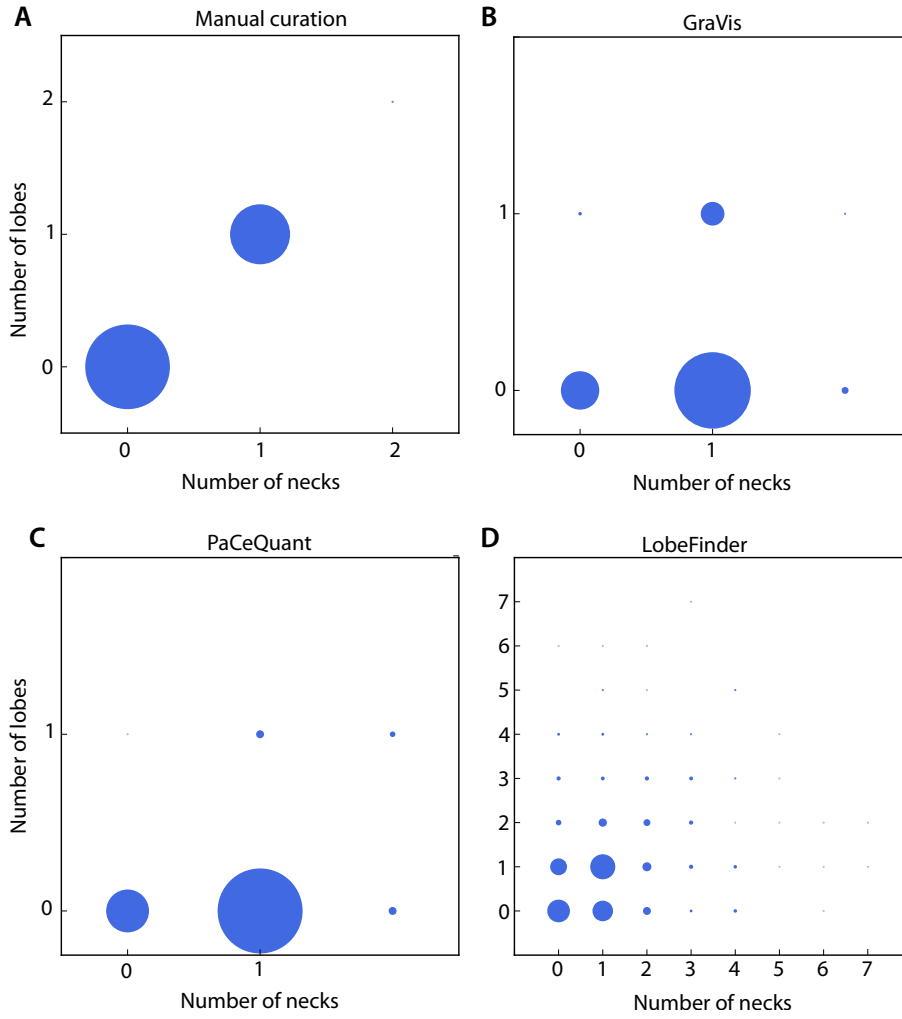 A
Manual curation
Number of lobes
2
1
0
0 1 2
Number of necks
B
GraVis
1
0
0 1
Number of necks
C
PaCeQuant
Number of lobes
1
0
0 1
Number of necks
D
LobeFinder
7
6
5
4
3
2
1
0
0 1 2 3 4 5 6 7
Number of necks